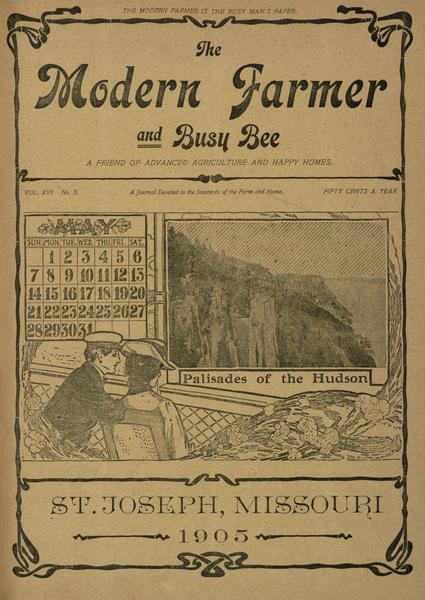 THE MODERN FARMER IS THE BUSY MAN'S PAPER.
The
Modern Farmer
and Busy Bee
A FRIEND OF ADVANCED AGRICULTURE AND HAPPY HOMES.
VOL. XVI. No. 5. A Journal Devoted to the Interests of the Farm and Home. FIFTY CENTS A YEAR
MAY
SUN. MON. TUE. WED. THU. FRI. SAT.
1 2 3 4 5 6
7 8 9 10 11 12 13
14 15 16 17 18 19 20
21 22 23 24 25 26 27
28 29 30 31
Palisades of the Hudson
ST. JOSEPH, MISSOURI
1905